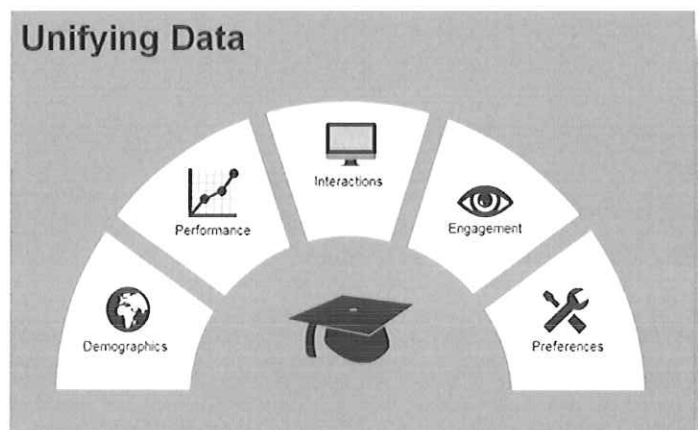 Unifying Data
Interactions
Performance
Engagement
Demographics
Preferences